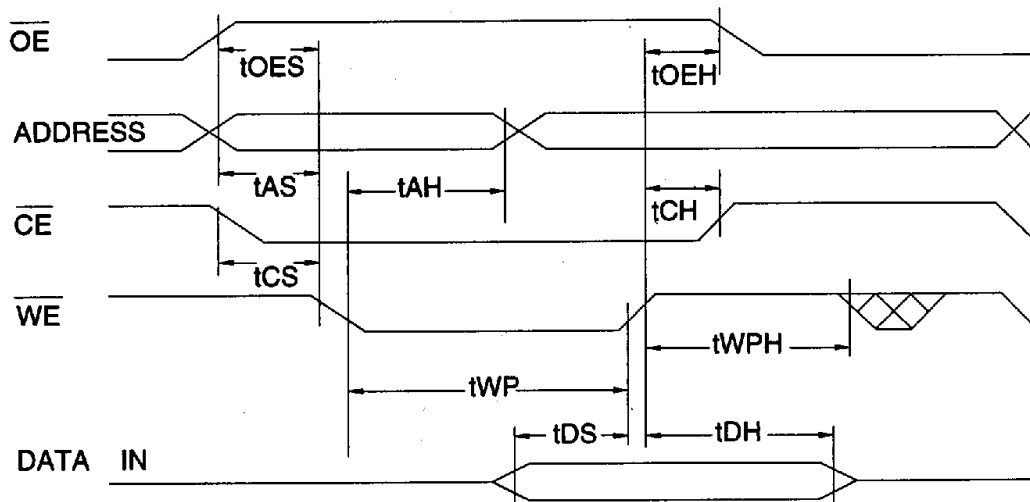 OE
tOES
tOEH
ADDRESS
tAS
tAH
tCH
CE
tCS
WE
tWPH
tWP
tDS
tDH
DATA IN